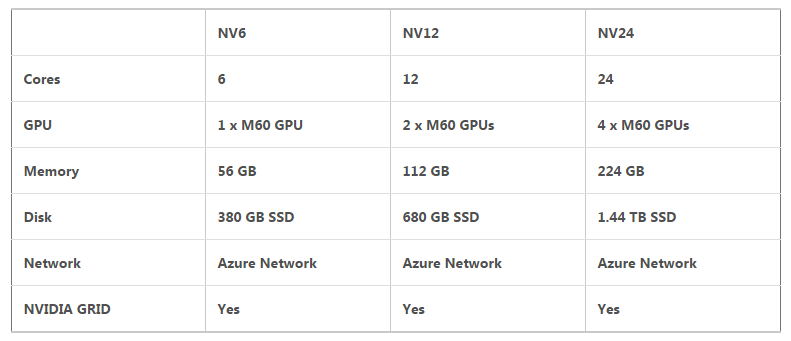 NV6 NV12 NV24
Cores 6 12 24
GPU 1 x M60 GPU 2 x M60 GPUs 4 x M60 GPUs
Memory 56 GB 112 GB 224 GB
Disk 380 GB SSD 680 GB SSD 1.44 TB SSD
Network Azure Network Azure Network Azure Network
NVIDIA GRID Yes Yes Yes